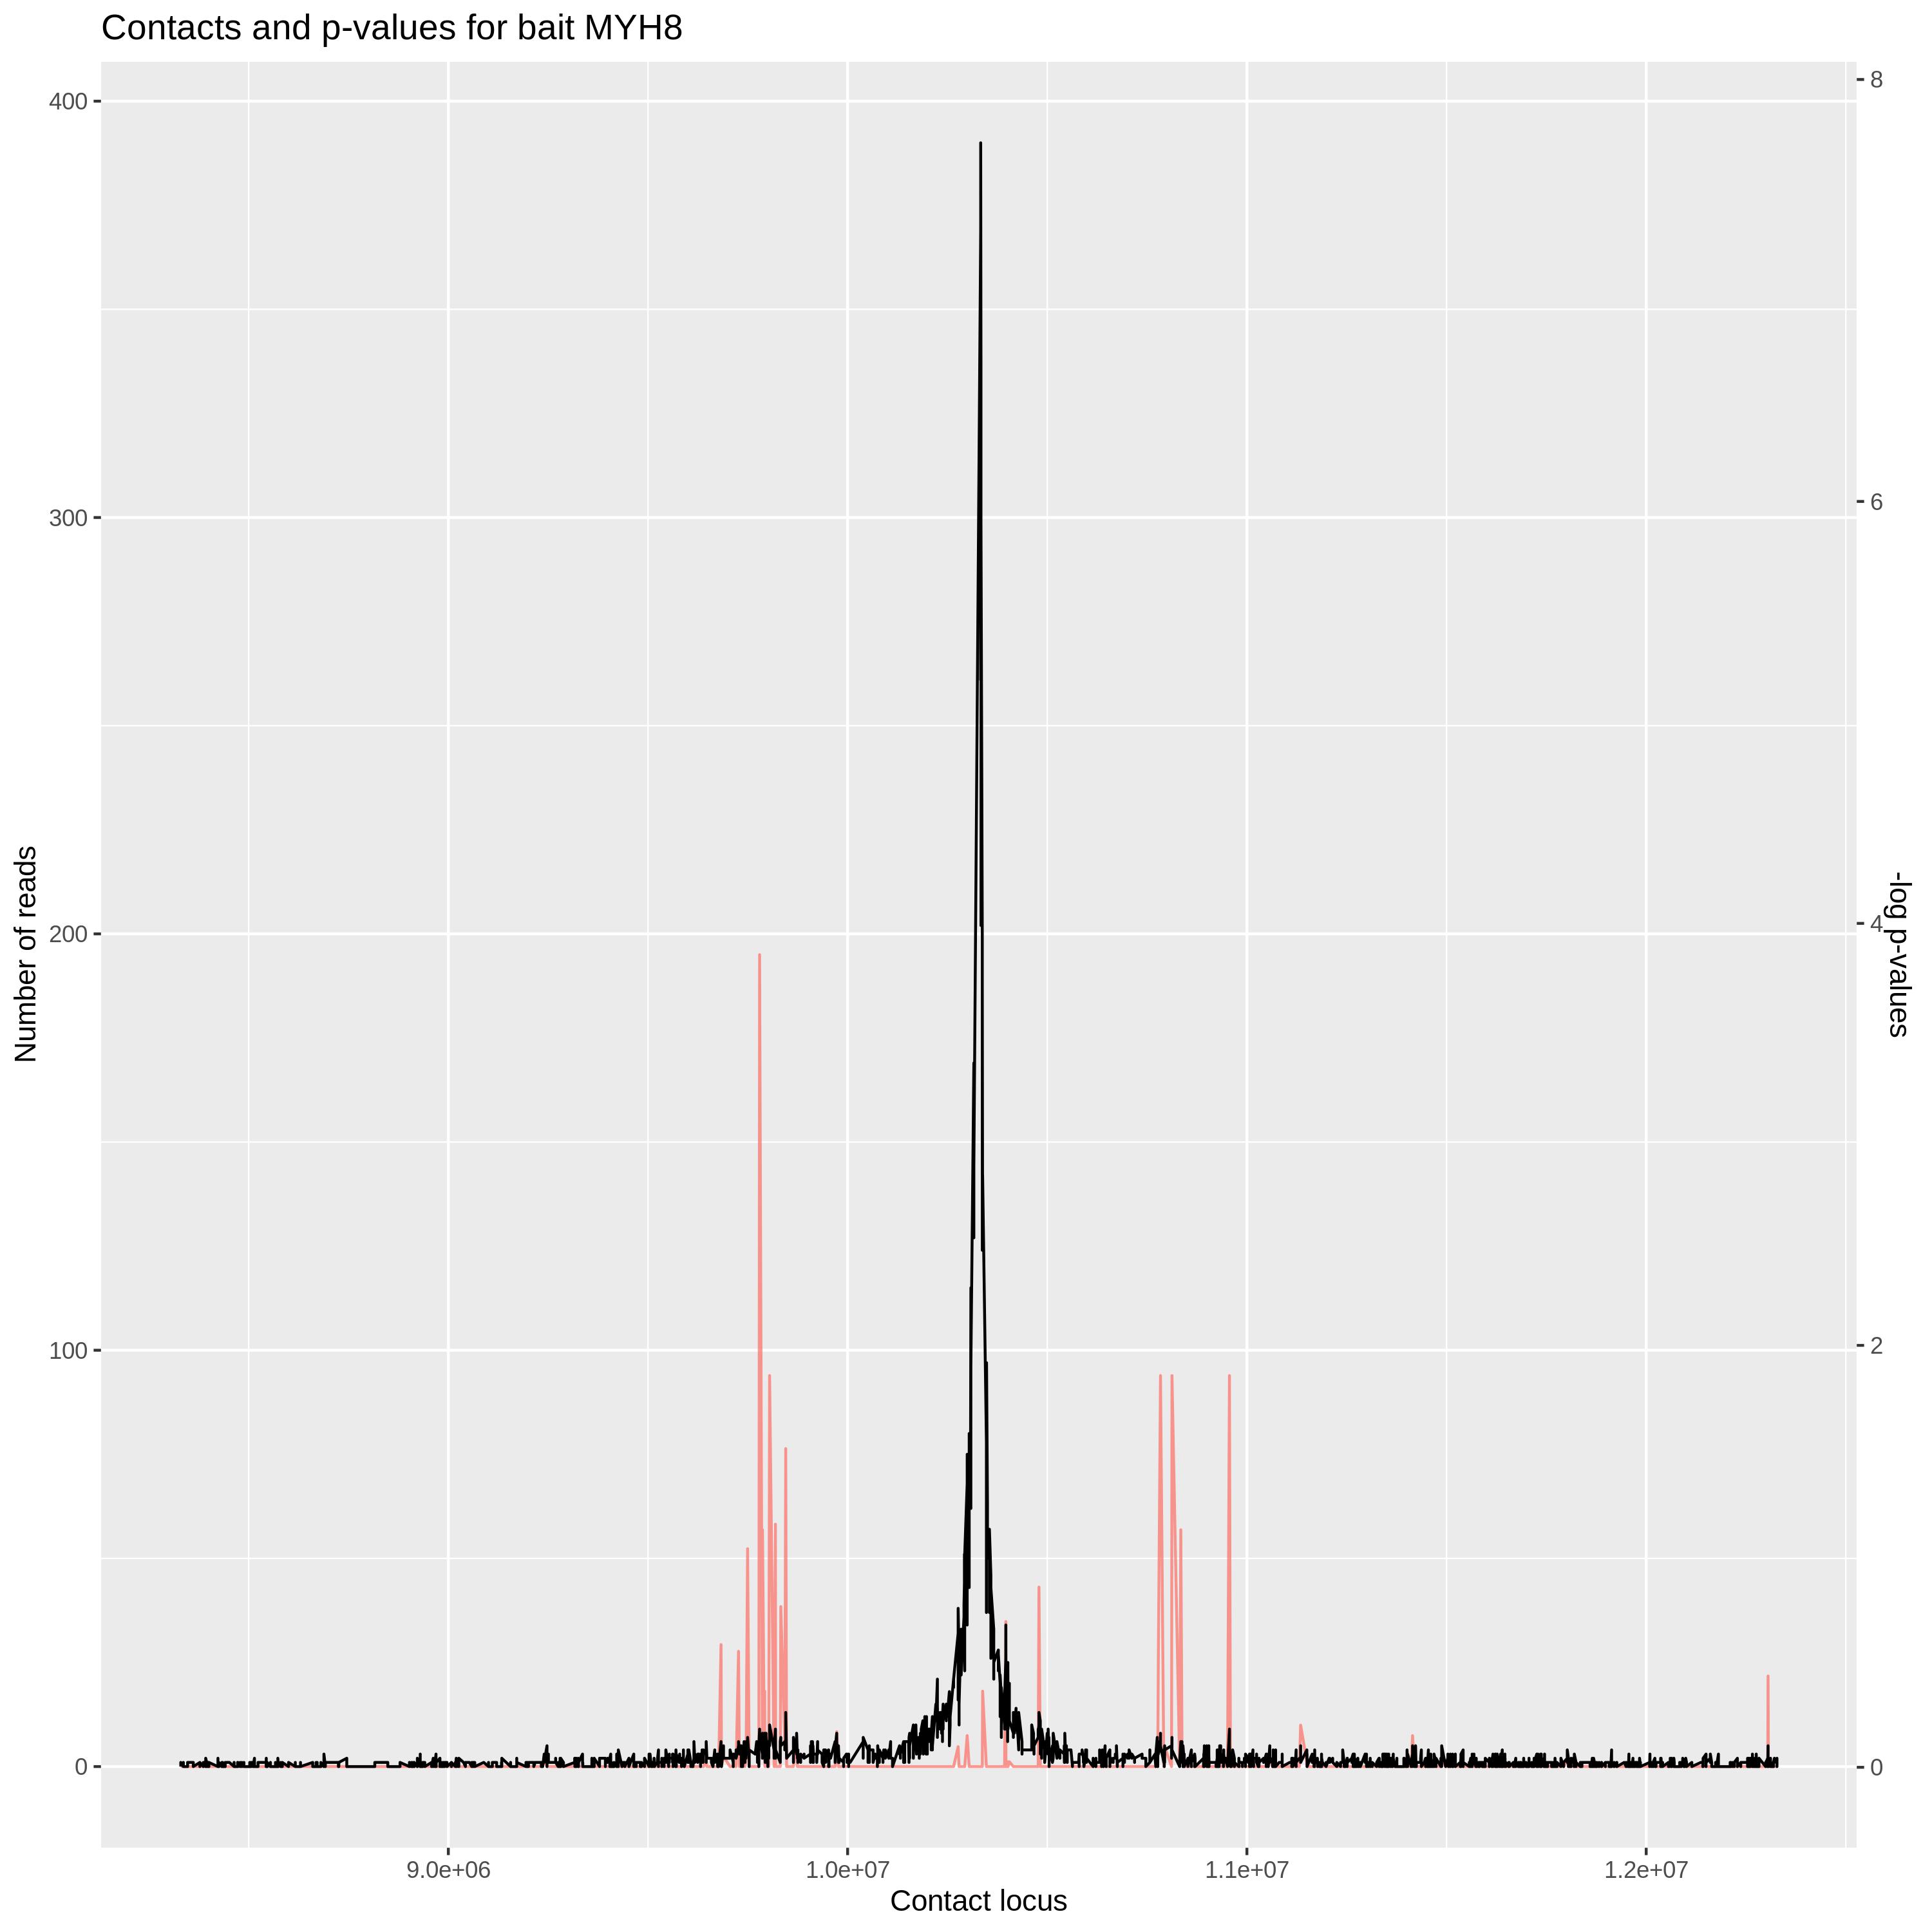 Contacts and p-values for bait MYH8
400
300
200
100
0
Number of reads
8
6
4
2
0
-log p-values
9.0e+06
1.0e+07
1.1e+07
1.2e+07
Contact locus